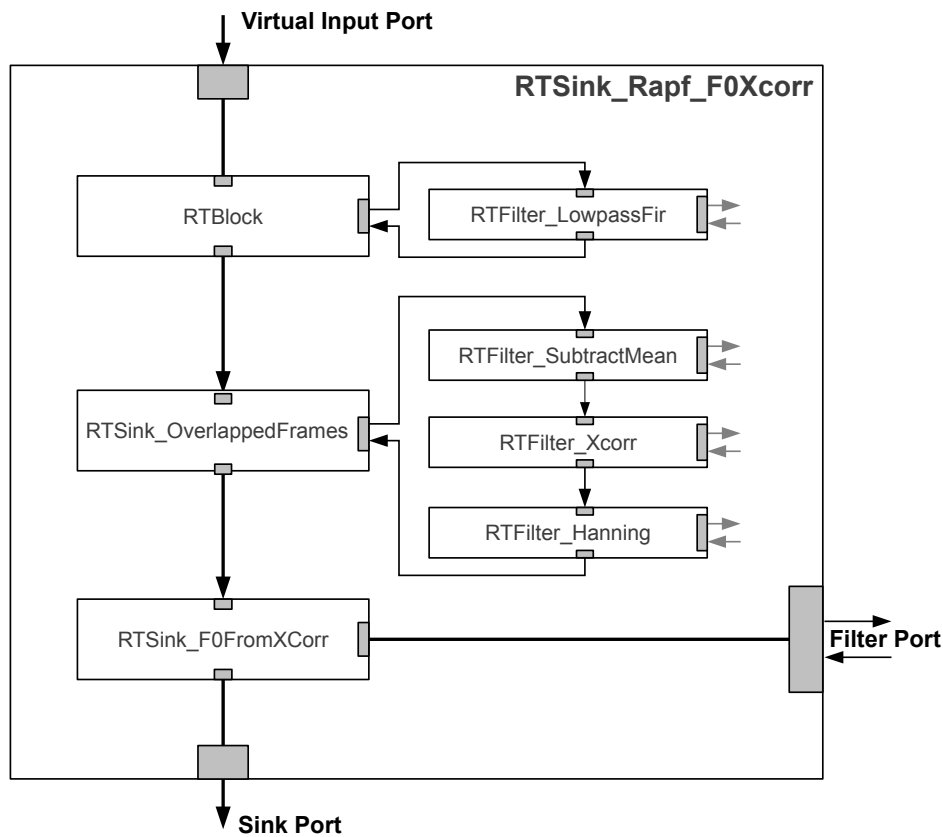 Virtual Input Port
RTSink_Rapf_F0Xcorr
RTBlock
RTFilter_LowpassFir
RTFilter_SubtractMean
RTSink_OverlappedFrames
RTFilter_Xcorr
RTFilter_Hanning
RTSink_F0FromXCorr
Filter Port
Sink Port